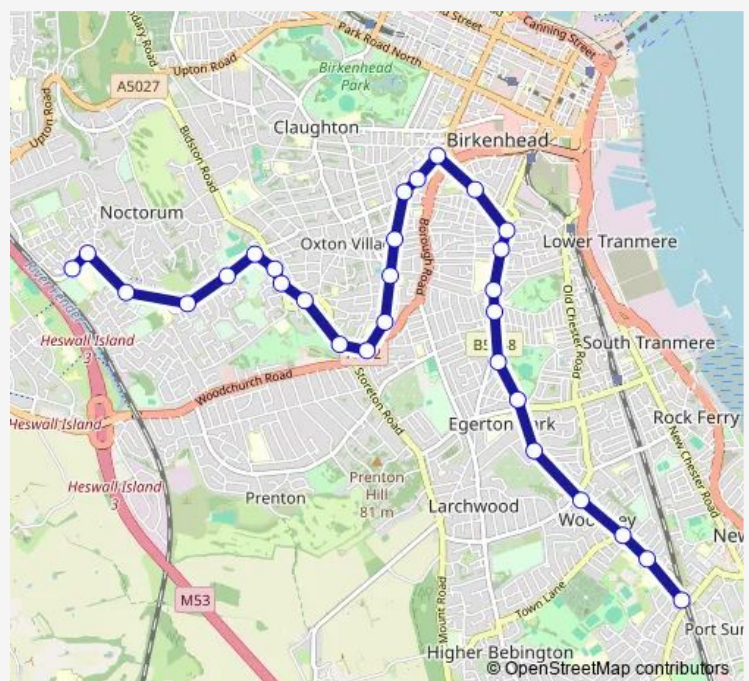 Canning Street
Park Road North
Upton Road
A5027
Birkenhead
Park
Upton Road
Claughton
Birkenhead
Bidston Road
Noctorum
Oxton
Borough Road
Lower Tranmere
Old Chester Road
Heswall Island
3
South Tranmere
Woodchurch Road
Storeton Road
Heswall Island
Egerton
Rock Ferry
Heswall Island
3
Prenton
Prenton
Hill
81 m
New Chester Road
Larchwood
M53
Mount Road
Town Lane
Higher Bebington
© OpenStreetMap contributors